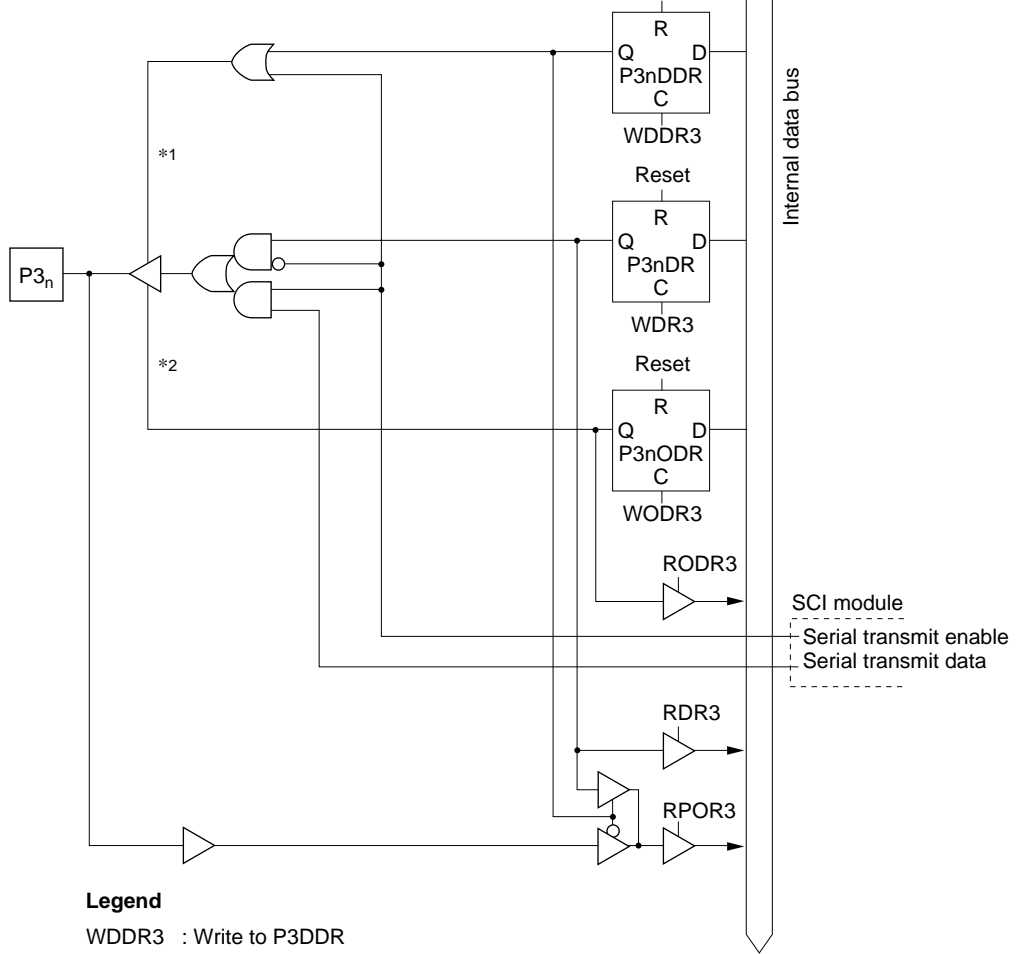 R
Q D
P3nDDR
C
WDDR3
Internal data bus
*1
Reset
R
Q D
P3nDR
C
WDR3
P3n
*2
Reset
R
Q D
P3nODR
C
WODR3
RODR3
SCI module
Serial transmit enable
Serial transmit data
RDR3
RPOR3
Legend
WDDR3 : Write to P3DDR